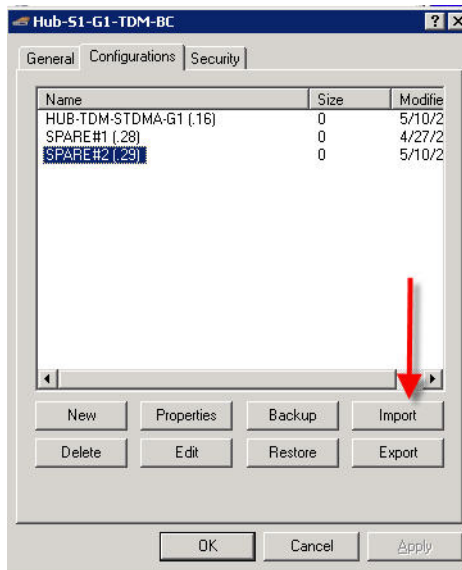 Hub-S1-G1-TDM-BC
General Configurations Security
Name Size Modifie
HUB-TDM-STDMA-G1 (.16) 0 5/10/2
SPARE#1 (.28) 0 4/27/2
SPARE#2 (.29) 0 5/10/2
New Properties Backup Import
Delete Edit Restore Export
OK Cancel Apply